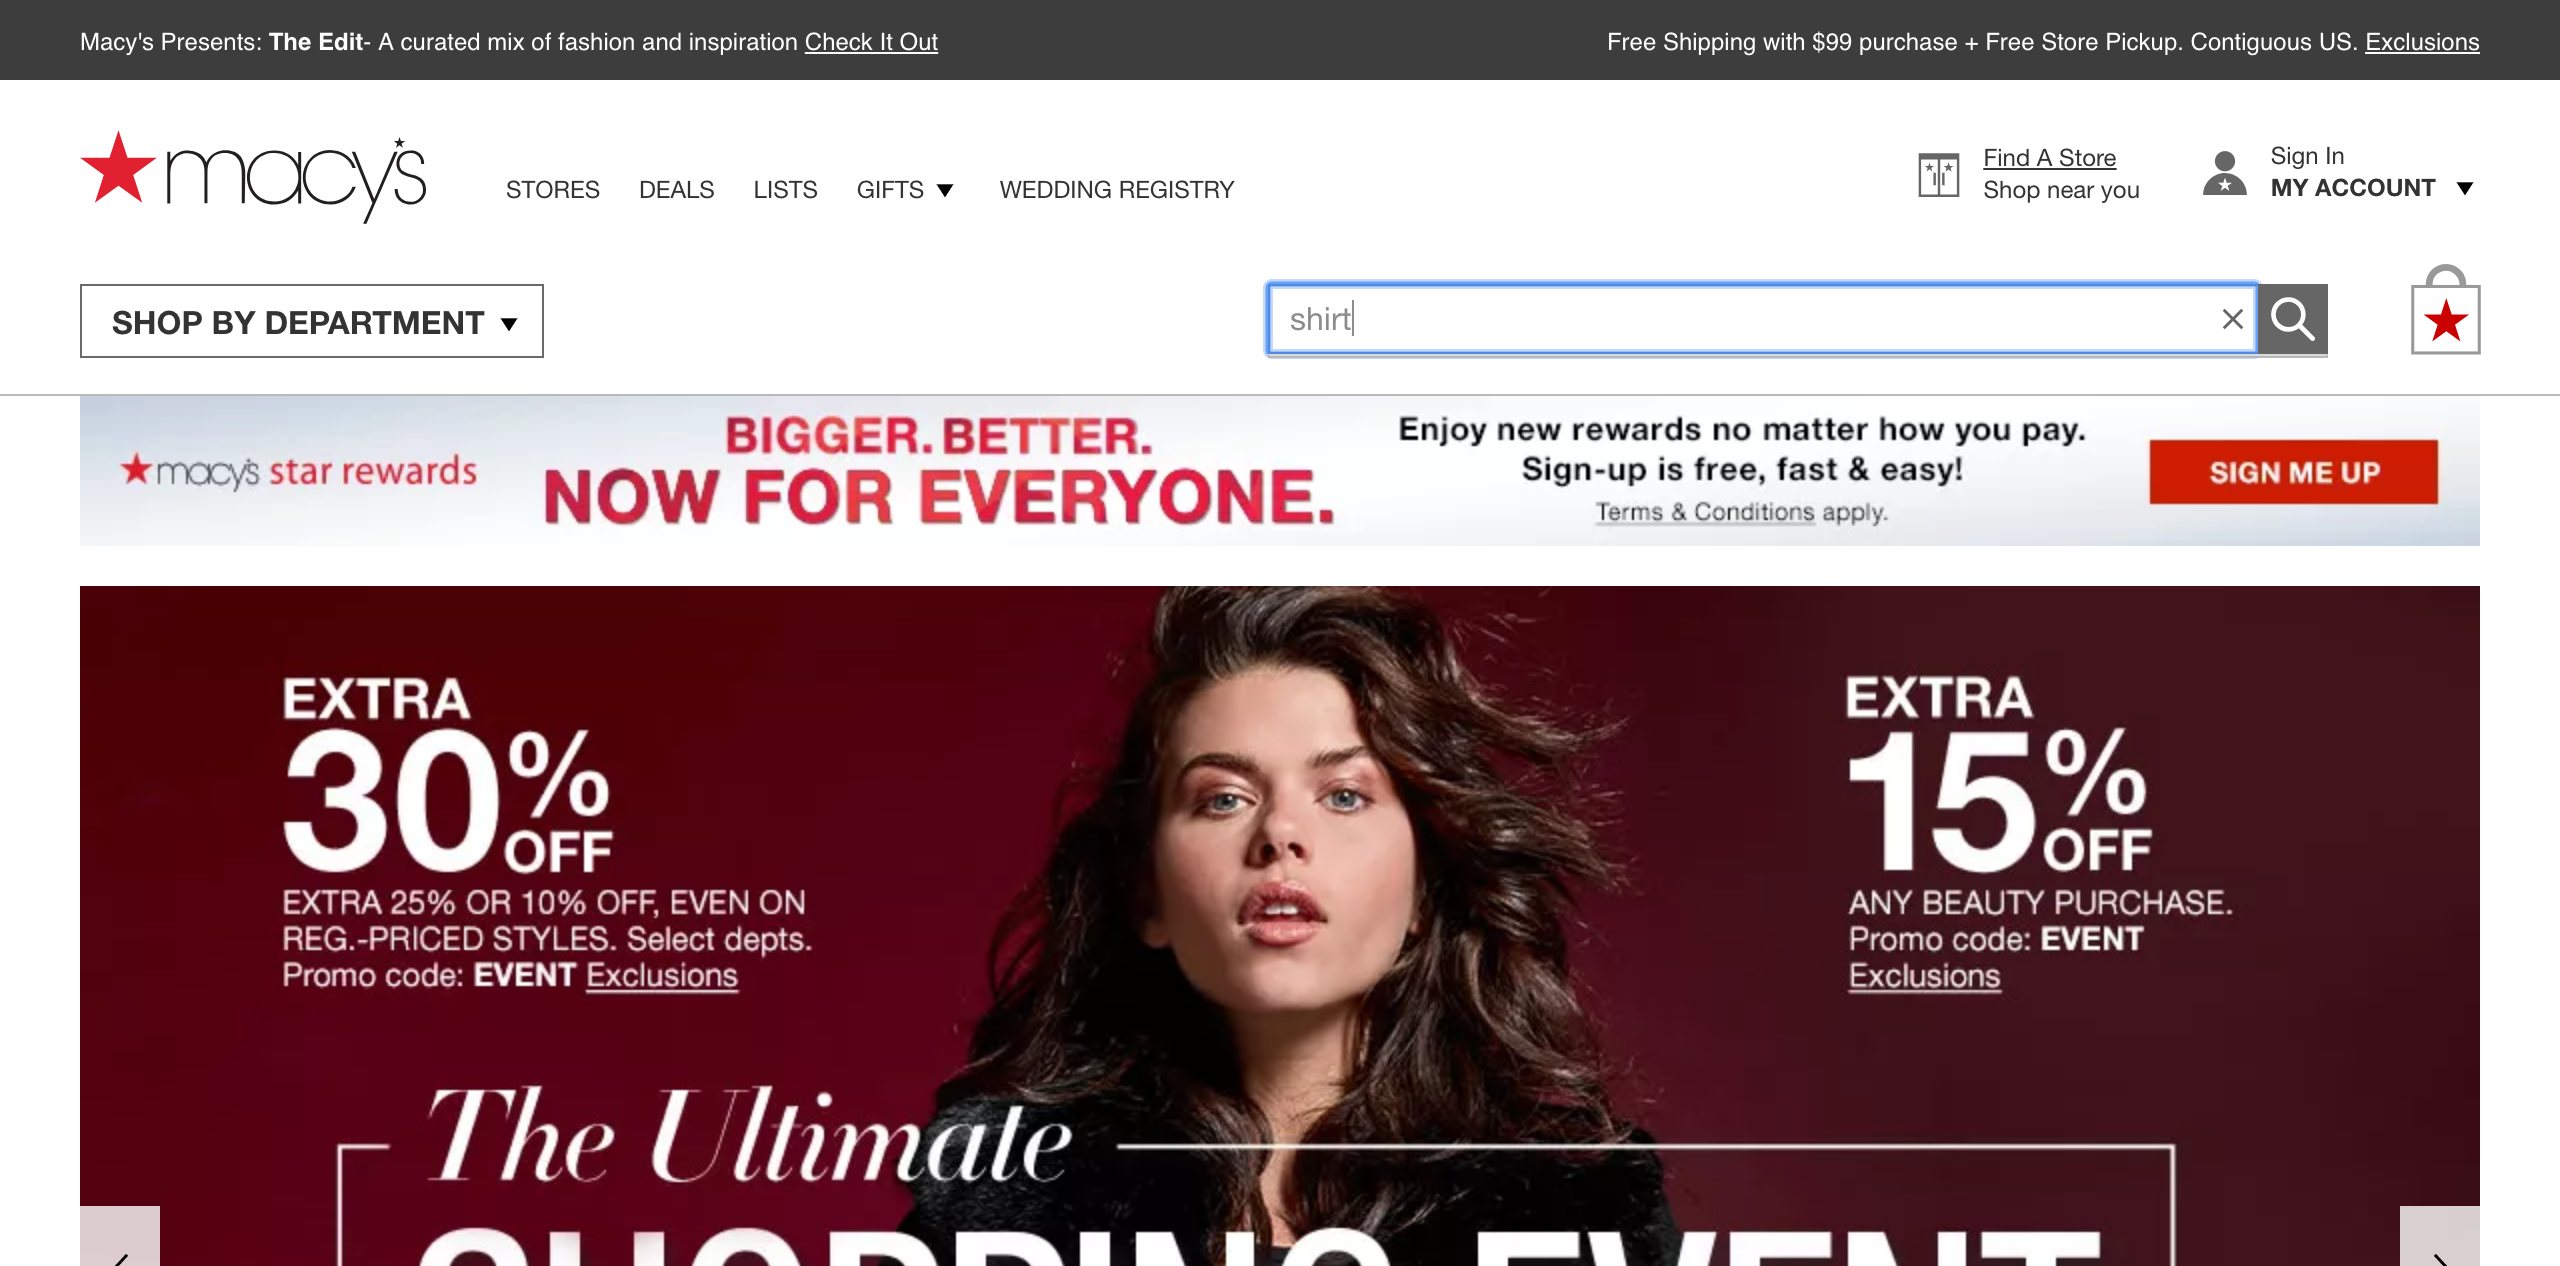 Macy's Presents: The Edit- A curated mix of fashion and inspiration Check It Out
Free Shipping with $99 purchase + Free Store Pickup. Contiguous US. Exclusions
macy's
STORES
DEALS
LISTS
GIFTS
WEDDING REGISTRY
Find A Store
Shop near you
Sign In
MY ACCOUNT
SHOP BY DEPARTMENT
shirt
macy's star rewards
BIGGER. BETTER.
NOW FOR EVERYONE.
Enjoy new rewards no matter how you pay.
Sign-up is free, fast & easy!
Terms & Conditions apply.
SIGN ME UP
EXTRA
30% OFF
EXTRA 25% OR 10% OFF, EVEN ON
REG.-PRICED STYLES. Select depts.
Promo code: EVENT Exclusions
EXTRA
15% OFF
ANY BEAUTY PURCHASE.
Promo code: EVENT
Exclusions
The Ultimate
SHOPPING EVENT